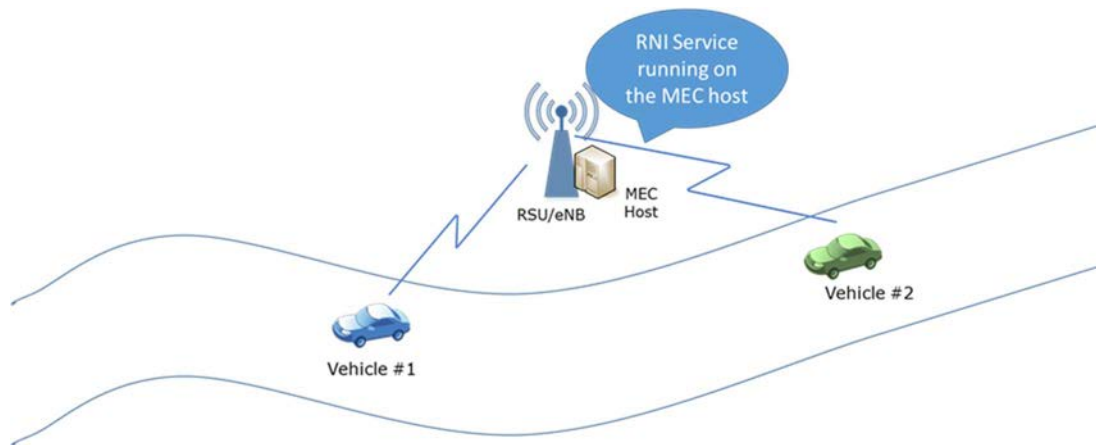 RNI Service
running on
the MEC host
RSU/eNB
MEC
Host
Vehicle #2
Vehicle #1